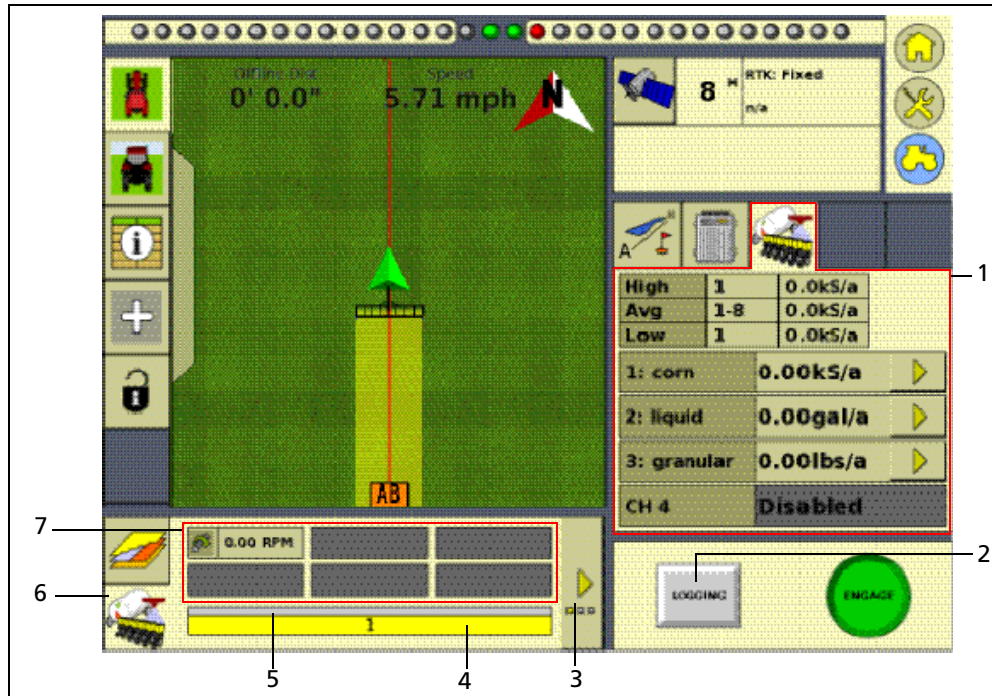 Offline Dist
Speed
0' 0.0"
5.71 mph
N
8
H
RTK: Fixed
n/a
i
A
High 1 0.0kS/a
Avg 1-8 0.0kS/a
Low 1 0.0kS/a
1: corn 0.00kS/a
2: liquid 0.00gal/a
3: granular 0.00lbs/a
CH 4 Disabled
AB
0.00 RPM
1
LOGGING
ENGAGE
1
2
3
4
5
6
7